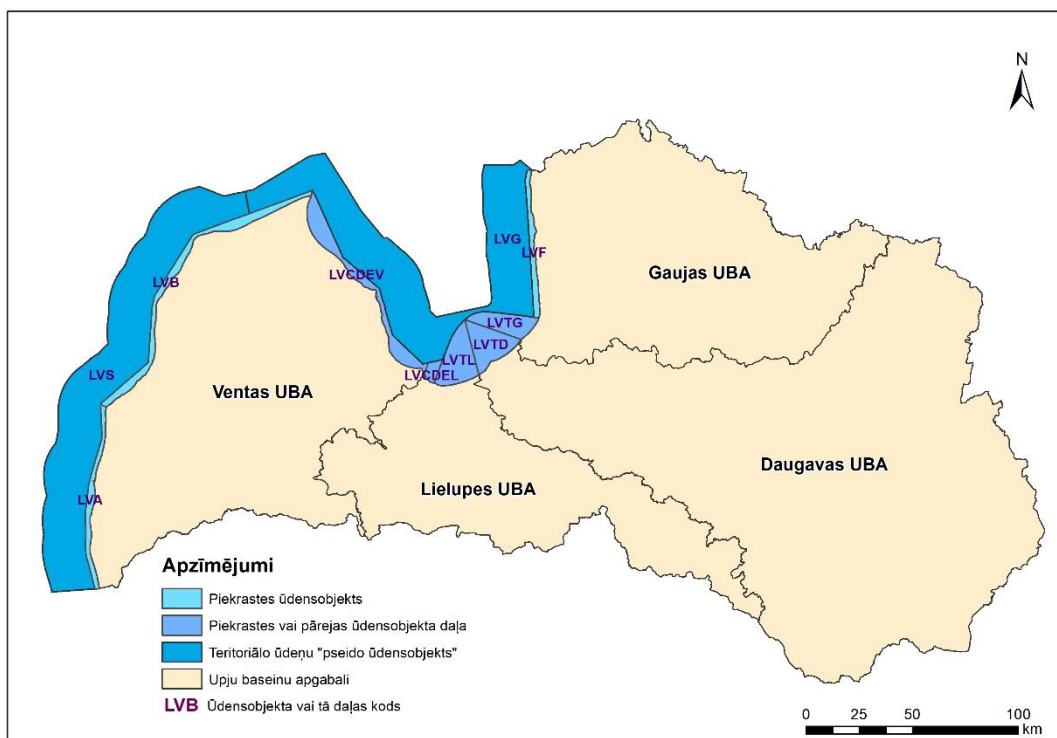 N
LVG
LVF
Gaujas UBA
LVCDEV
LVB
LVTG
LVTD
LVTL
LVCDEL
LVS
Ventas UBA
Daugavas UBA
Lielupes UBA
LVA
Apzīmējumi
Piekrastes ūdensobjekts
Piekrastes vai pārejas ūdensobjekta daļa
Teritoriālo ūdeņu "pseido ūdensobjekts"
Upju baseinu apgabali
LVB Ūdensobjekta vai tā daļas kods
0 25 50 100
km